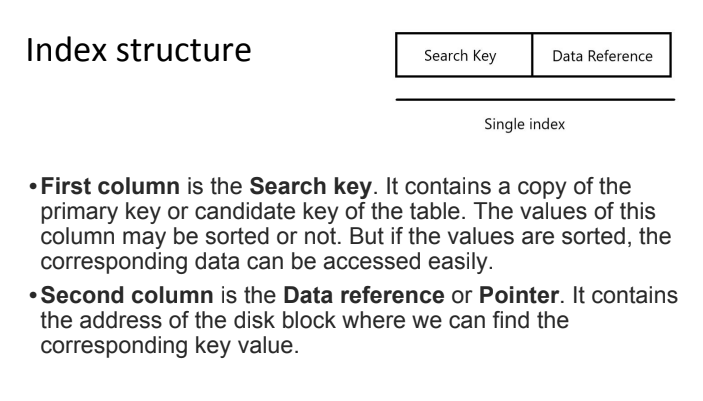 Index structure
Search Key
Data Reference
Single index
•First column is the Search key. It contains a copy of the
primary key or candidate key of the table. The values of this
column may be sorted or not. But if the values are sorted, the
corresponding data can be accessed easily.
•Second column is the Data reference or Pointer. It contains
the address of the disk block where we can find the
corresponding key value.